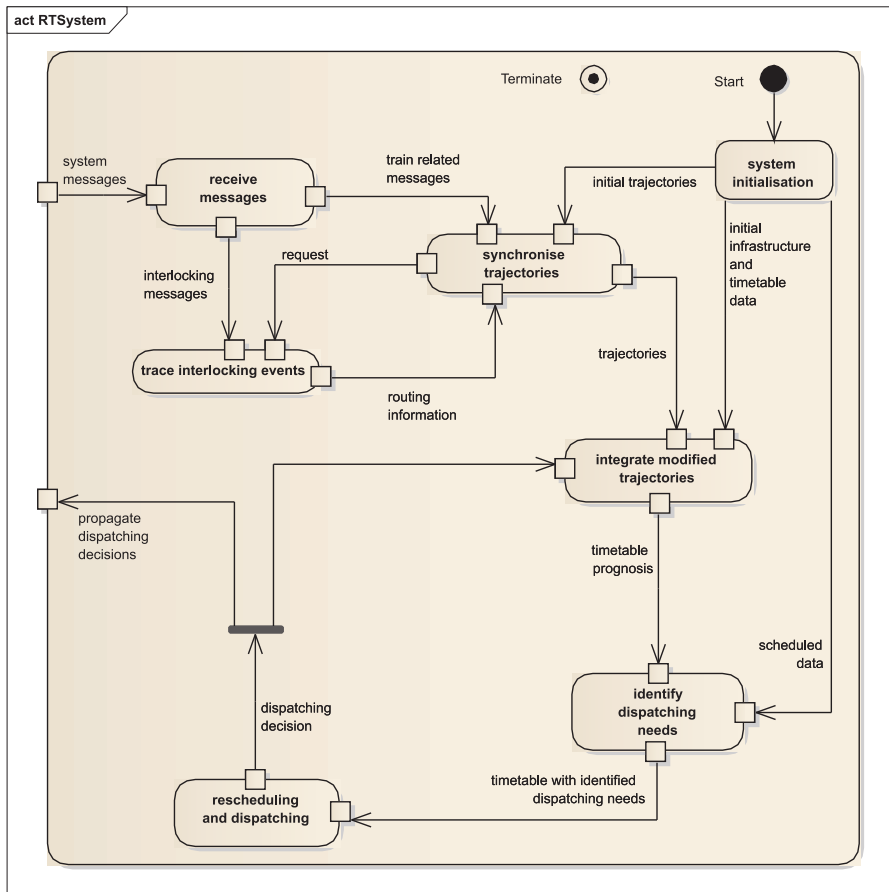 act RTSystem
Terminate
Start
system
messages
receive
messages
train related
messages
initial trajectories
system
initialisation
interlocking
messages
request
synchronise
trajectories
initial
infrastructure
and
timetable
data
trace interlocking events
routing
information
trajectories
integrate modified
trajectories
propagate
dispatching
decisions
timetable
prognosis
scheduled
data
dispatching
decision
identify
dispatching
needs
timetable with identified
dispatching needs
rescheduling
and dispatching